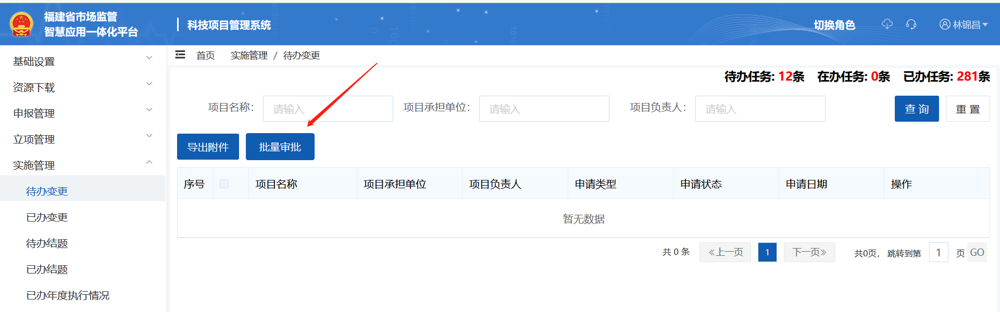 福建省市场监管
智慧应用一体化平台
科技项目管理系统
切换角色
林锦昌
基础设置
资源下载
申报管理
立项管理
实施管理
待办变更
已办变更
待办结题
已办结题
已办年度执行情况
首页 实施管理 / 待办变更
待办任务: 12条 在办任务: 0条 已办任务: 281条
项目名称: 请输入 项目承担单位: 请输入 项目负责人: 请输入 查 询 重 置
导出附件 批量审批
序号 项目名称 项目承担单位 项目负责人 申请类型 申请状态 申请日期 操作
暂无数据
共 0 条 «上一页 1 下一页» 共0页, 跳转到第 1 页 GO